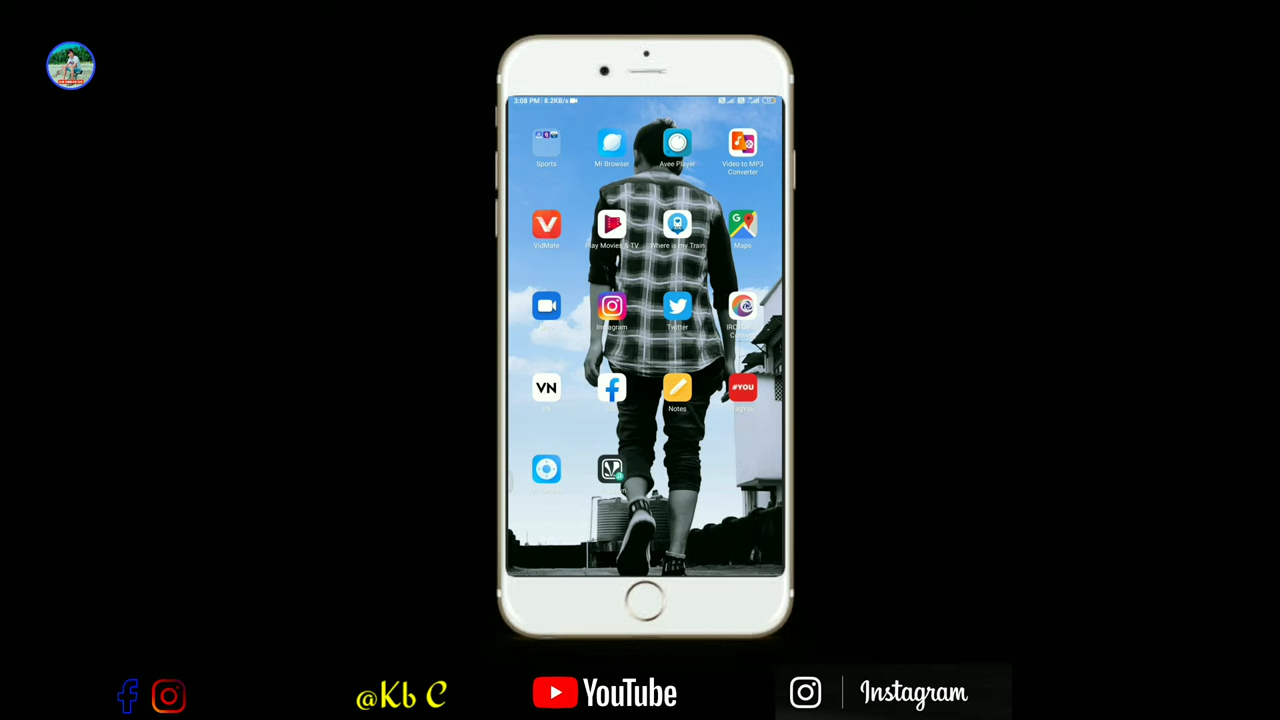 3:08 PM | 8.2KB/s
Sports
Mi Browser
Avee Player
Video to MP3
Converter
VidMate
Play Movies & TV
Where is my Train
G
Maps
Instagram
Twitter
VN
Notes
#YOU
@Kb C
YouTube
Instagram